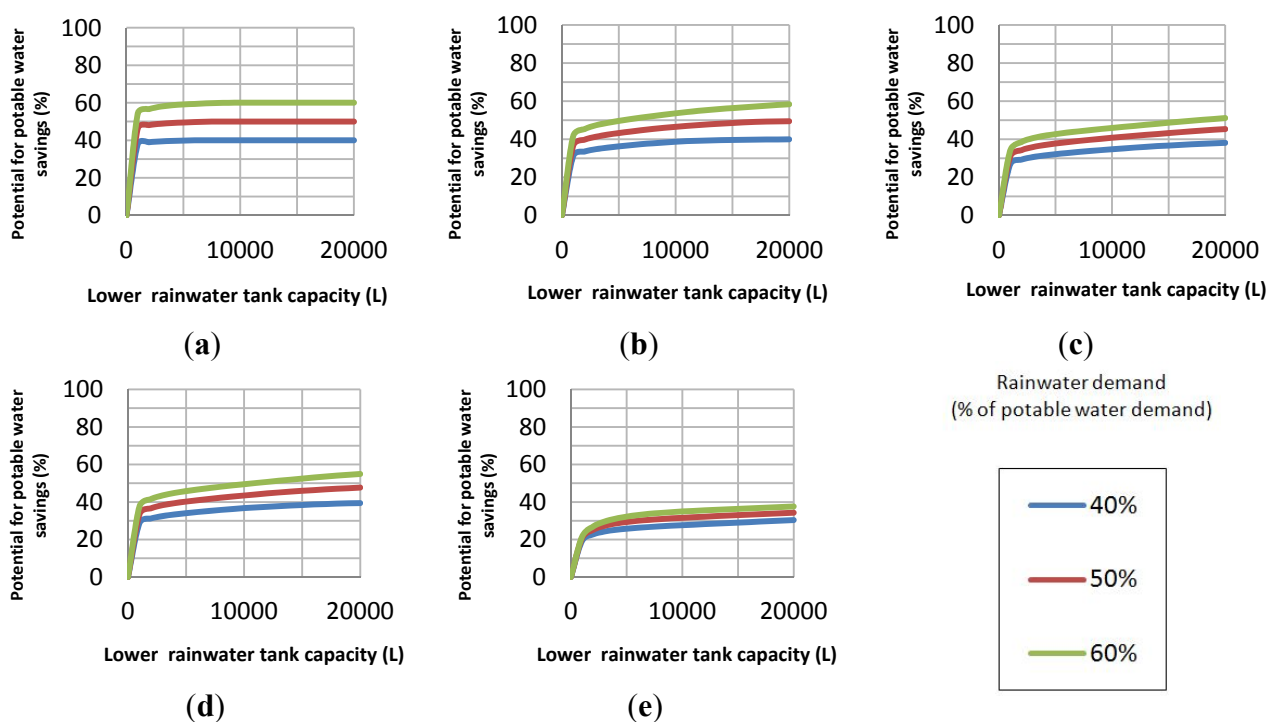 Potential for potable water
savings (%)
100
80
60
40
20
0
0 10000 20000
Lower rainwater tank capacity (L)
(a)
Potential for potable water
savings (%)
100
80
60
40
20
0
0 10000 20000
Lower rainwater tank capacity (L)
(b)
Potential for potable water
savings (%)
100
80
60
40
20
0
0 10000 20000
Lower rainwater tank capacity (L)
(c)
Potential for potable water
savings (%)
100
80
60
40
20
0
0 10000 20000
Lower rainwater tank capacity (L)
(d)
Potential for potable water
savings (%)
100
80
60
40
20
0
0 10000 20000
Lower rainwater tank capacity (L)
(e)
Rainwater demand
(% of potable water demand)
40%
50%
60%